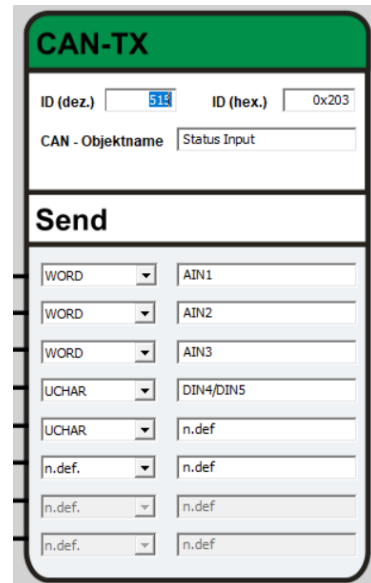 CAN-TX
ID (dez.) 515 ID (hex.) 0x203
CAN - Objektname Status Input
Send
WORD AIN1
WORD AIN2
WORD AIN3
UCHAR DIN4/DIN5
UCHAR n.def
n.def. n.def
n.def. n.def
n.def. n.def